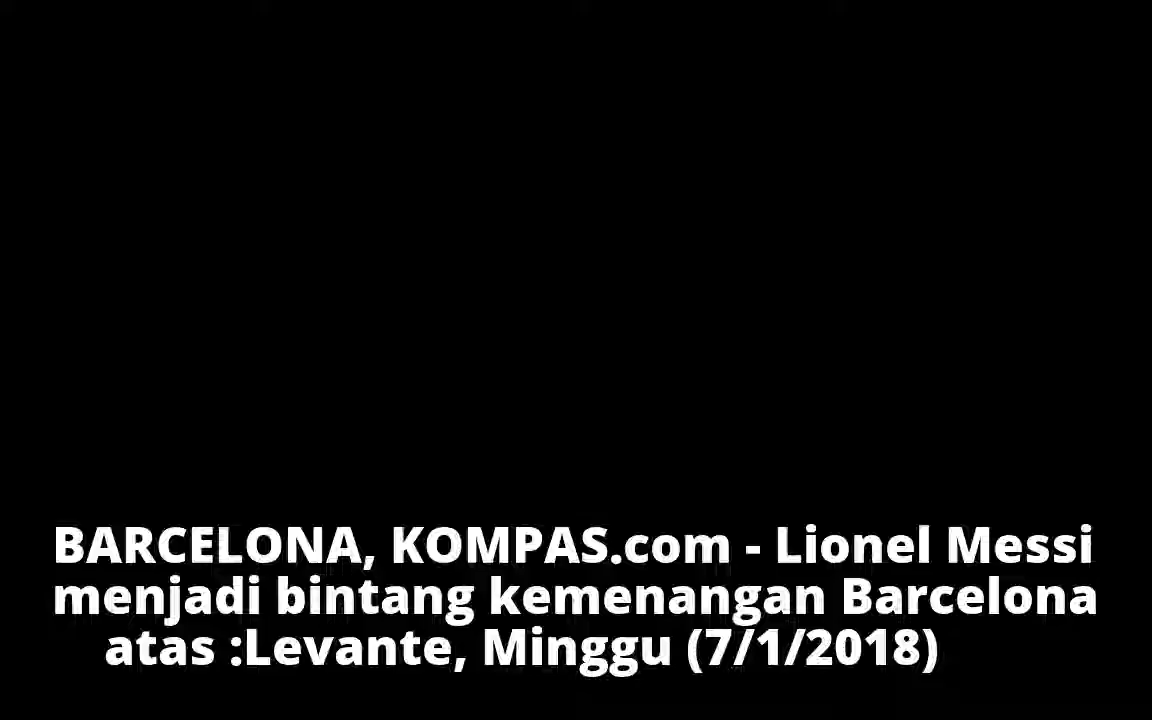 BARCELONA, KOMPAS.com - Lionel Messi
menjadi bintang kemenangan Barcelona
atas :Levante, Minggu (7/1/2018)